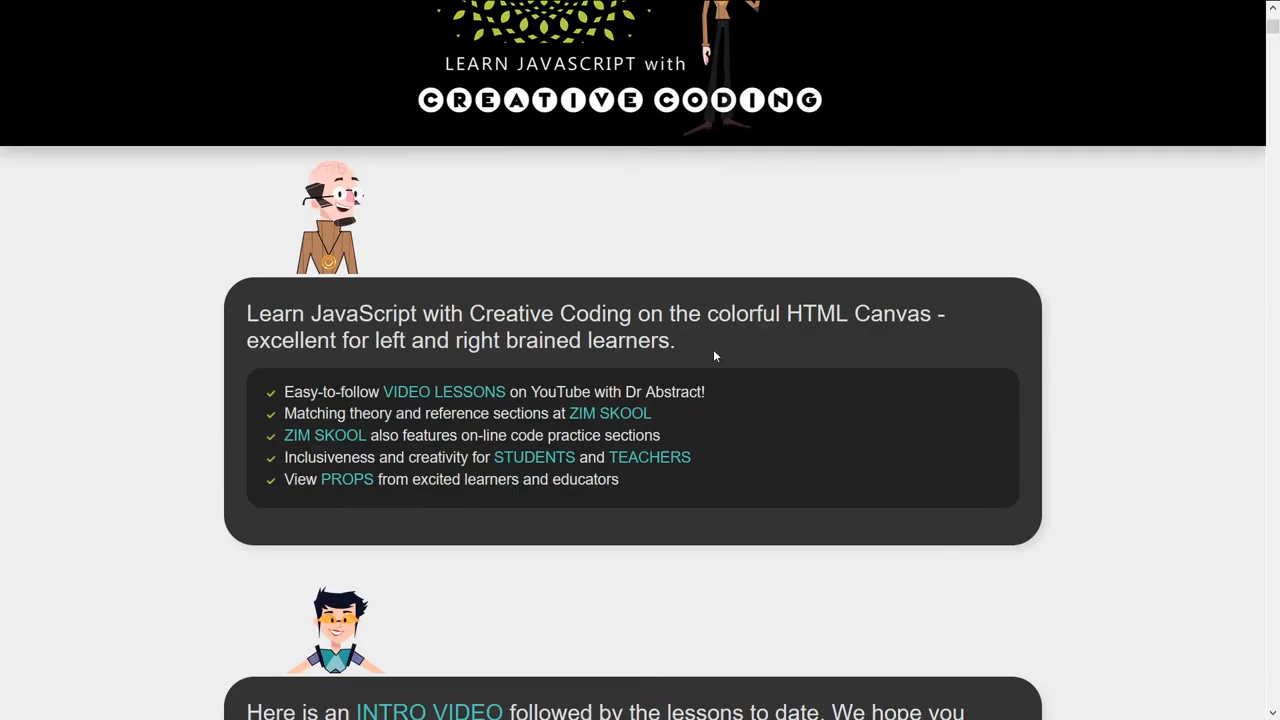 LEARN JAVASCRIPT with
CREATIVE CODING
Learn JavaScript with Creative Coding on the colorful HTML Canvas -
excellent for left and right brained learners.
Easy-to-follow VIDEO LESSONS on YouTube with Dr Abstract!
Matching theory and reference sections at ZIM SKOOL
ZIM SKOOL also features on-line code practice sections
Inclusiveness and creativity for STUDENTS and TEACHERS
View PROPS from excited learners and educators
Here is an INTRO VIDEO followed by the lessons to date. We hope you